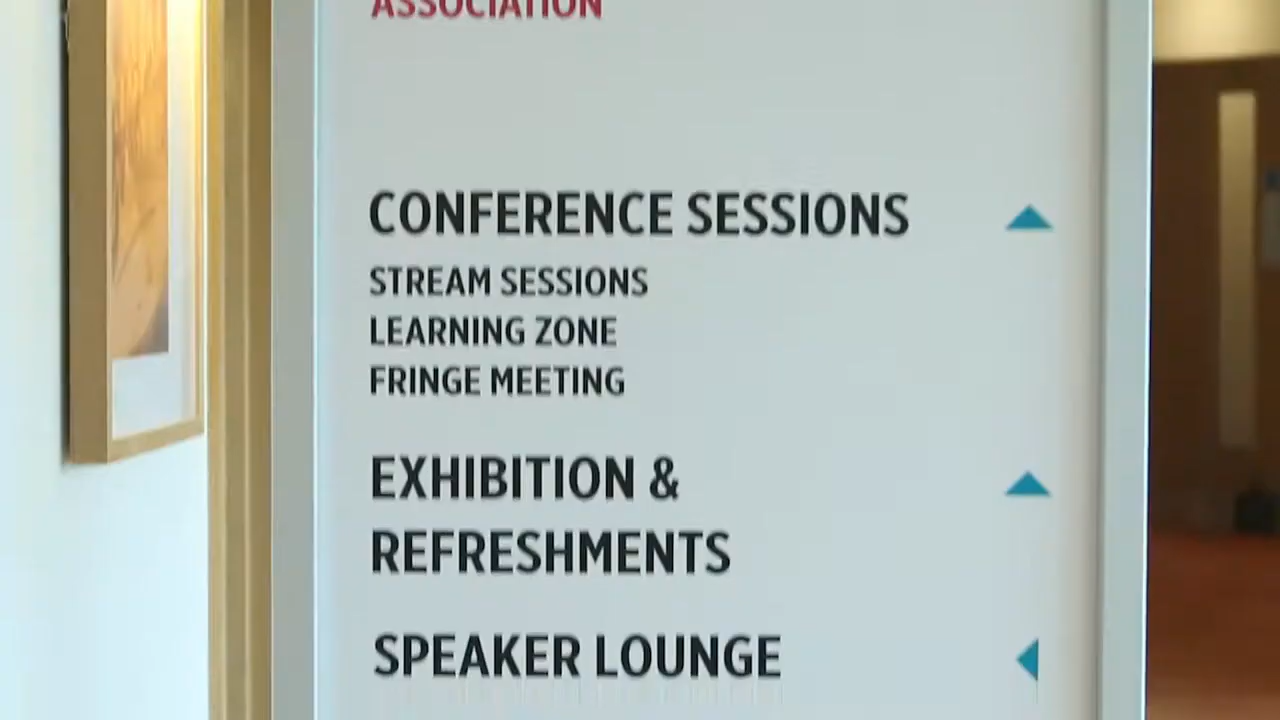 ASSOCIATION
CONFERENCE SESSIONS
STREAM SESSIONS
LEARNING ZONE
FRINGE MEETING
EXHIBITION &
REFRESHMENTS
SPEAKER LOUNGE